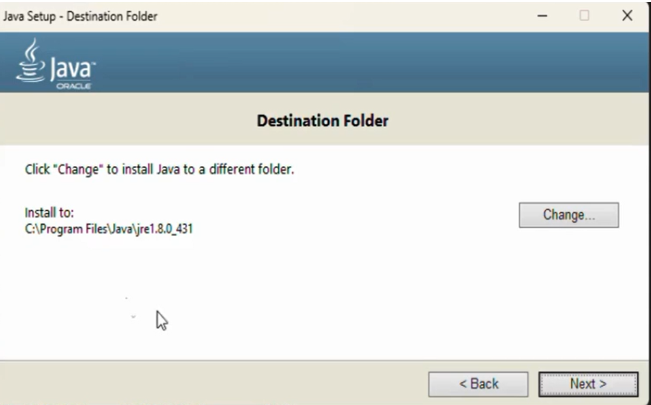 Java Setup - Destination Folder
Java
ORACLE
Destination Folder
Click "Change" to install Java to a different folder.
Install to:
C:\Program Files\Java\jre1.8.0_431
Change...
< Back
Next >